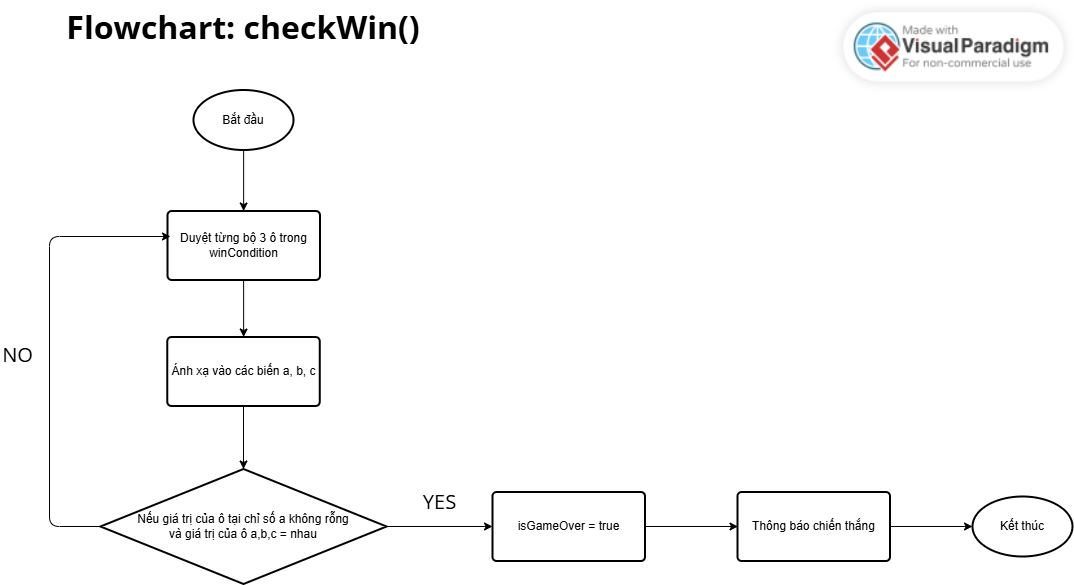 Flowchart: checkWin()
Made with
VisualParadigm
For non-commercial use
Bắt đầu
Duyệt từng bộ 3 ô trong
winCondition
NO
Ánh xạ vào các biến a, b, c
Nếu giá trị của ô tại chỉ số a không rỗng
và giá trị của ô a,b,c = nhau
YES
isGameOver = true
Thông báo chiến thắng
Kết thúc